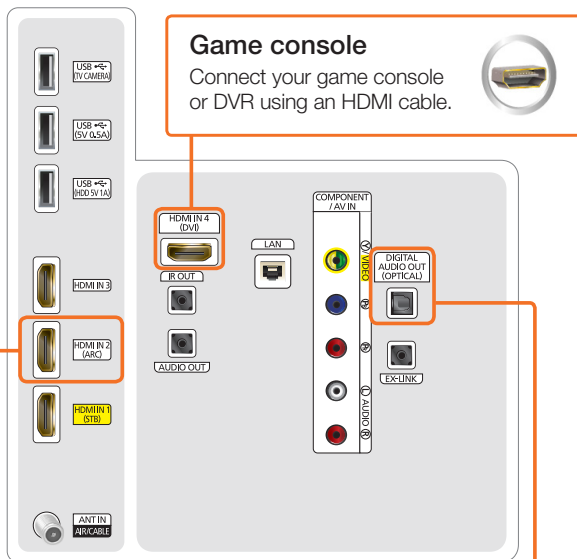 Game console
Connect your game console
or DVR using an HDMI cable.
USB
(TV CAMERA)
USB
(5V 0.5A)
USB
(HDD 5V 1A)
HDMI IN 3
HDMI IN 2
(ARC)
HDMI IN 1
(STB)
ANT IN
AIR/CABLE
HDMI IN 4
(DVI)
IR OUT
AUDIO OUT
LAN
COMPONENT
/ AV IN
Y/VIDEO
PB
PR
L AUDIO R
DIGITAL
AUDIO OUT
(OPTICAL)
EX-LINK